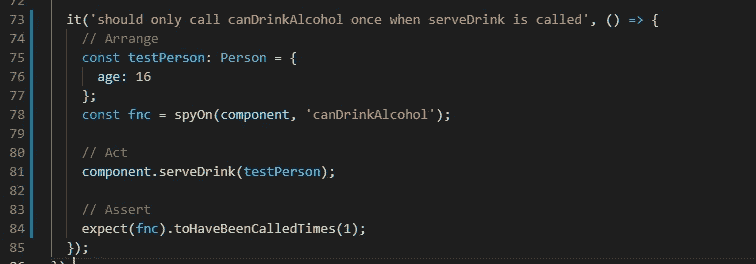 72
73 it('should only call canDrinkAlcohol once when serveDrink is called', () => {
74 // Arrange
75 const testPerson: Person = {
76 age: 16
77 };
78 const fnc = spyOn(component, 'canDrinkAlcohol');
79
80 // Act
81 component.serveDrink(testPerson);
82
83 // Assert
84 expect(fnc).toHaveBeenCalledTimes(1);
85 });
86 })